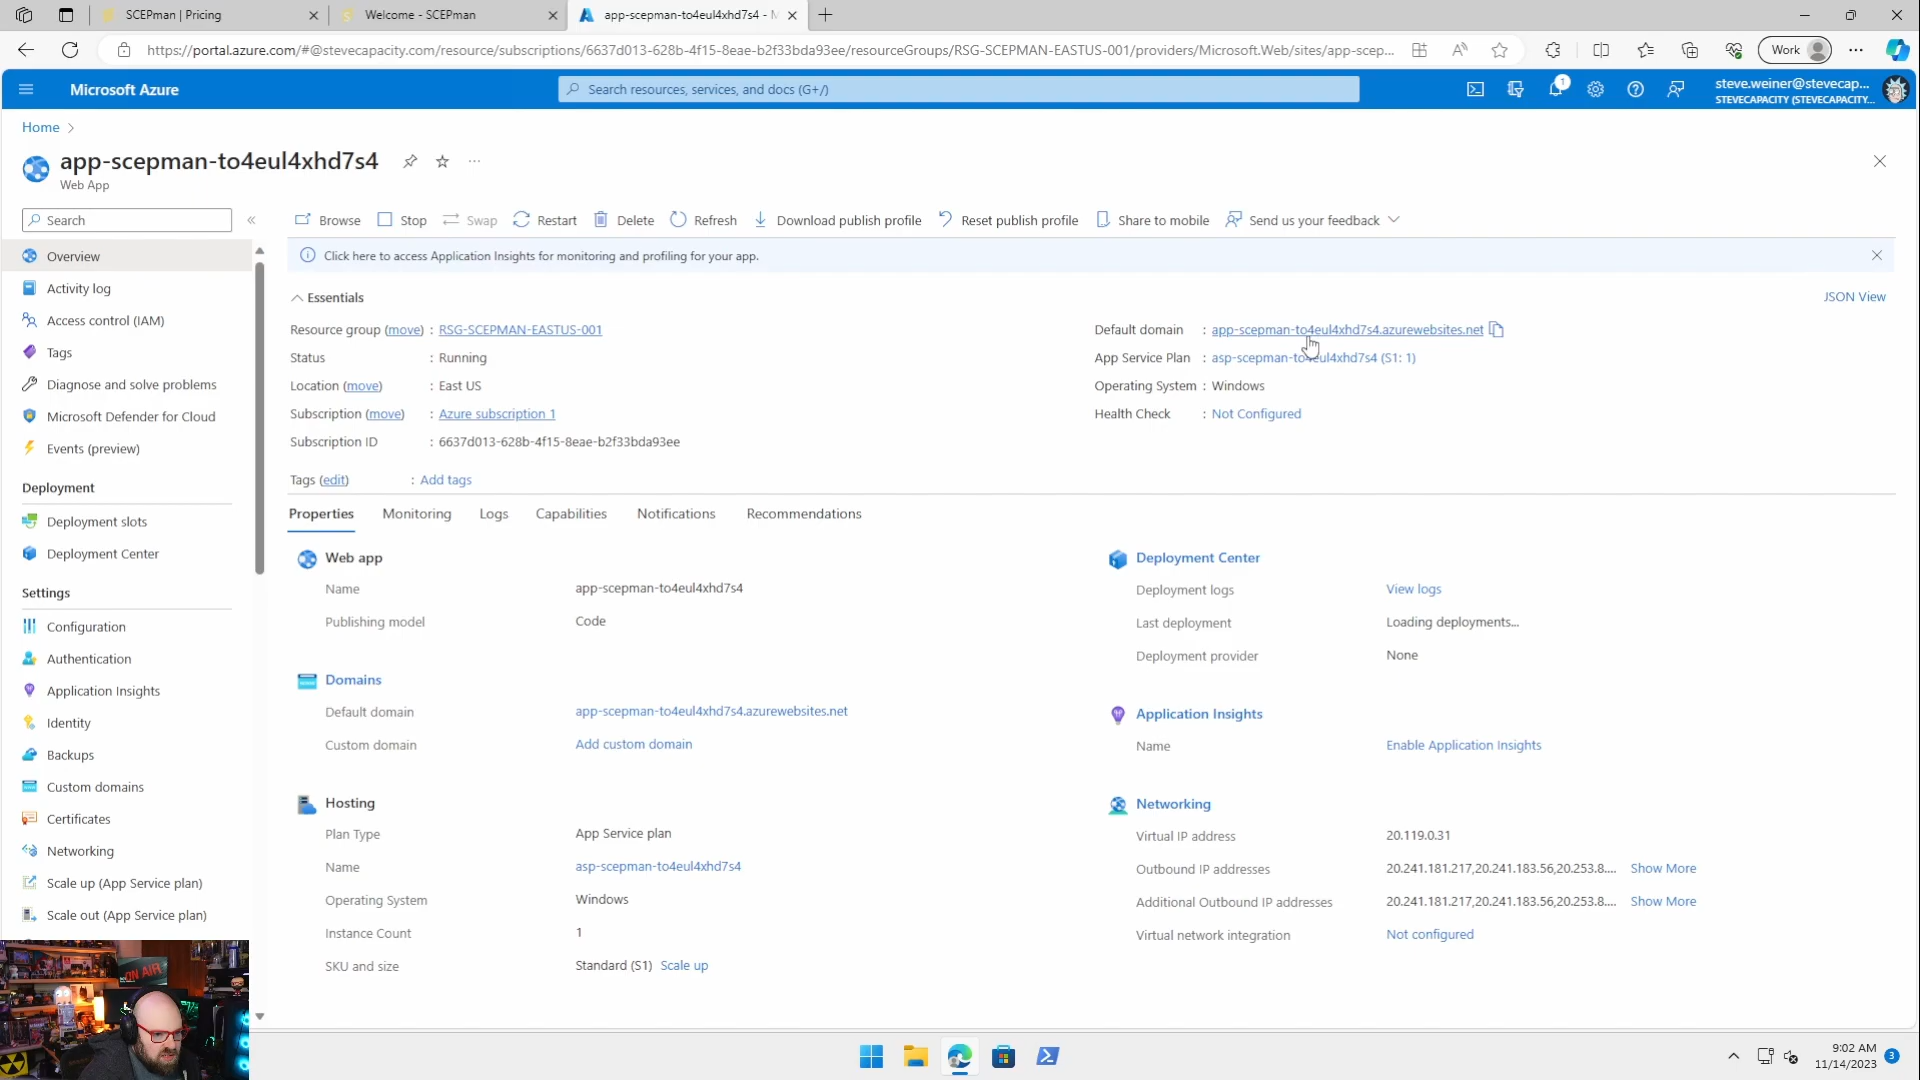 SCEPman | Pricing
Welcome - SCEPman
app-scepman-to4eul4xhd7s4 - M
https://portal.azure.com/#@stevecapacity.com/resource/subscriptions/6637d013-628b-4f15-8eae-b2f33bda93ee/resourceGroups/RSG-SCEPMAN-EASTUS-001/providers/Microsoft.Web/sites/app-scep...
Work
Microsoft Azure
Search resources, services, and docs (G+/)
1
steve.weiner@stevecap...
STEVECAPACITY (STEVECAPACITY....
Home
app-scepman-to4eul4xhd7s4
Web App
Search
Browse
Stop
Swap
Restart
Delete
Refresh
Download publish profile
Reset publish profile
Share to mobile
Send us your feedback
Click here to access Application Insights for monitoring and profiling for your app.
Overview
Activity log
Access control (IAM)
Tags
Diagnose and solve problems
Microsoft Defender for Cloud
Events (preview)
Deployment
Deployment slots
Deployment Center
Settings
Configuration
Authentication
Application Insights
Identity
Backups
Custom domains
Certificates
Networking
Scale up (App Service plan)
Scale out (App Service plan)
Essentials
JSON View
Resource group (move) : RSG-SCEPMAN-EASTUS-001
Status : Running
Location (move) : East US
Subscription (move) : Azure subscription 1
Subscription ID : 6637d013-628b-4f15-8eae-b2f33bda93ee
Default domain : app-scepman-to4eul4xhd7s4.azurewebsites.net
App Service Plan : asp-scepman-to4eul4xhd7s4 (S1: 1)
Operating System : Windows
Health Check : Not Configured
Tags (edit) : Add tags
Properties
Monitoring
Logs
Capabilities
Notifications
Recommendations
Web app
Name app-scepman-to4eul4xhd7s4
Publishing model Code
Domains
Default domain app-scepman-to4eul4xhd7s4.azurewebsites.net
Custom domain Add custom domain
Hosting
Plan Type App Service plan
Name asp-scepman-to4eul4xhd7s4
Operating System Windows
Instance Count 1
SKU and size Standard (S1) Scale up
Deployment Center
Deployment logs View logs
Last deployment Loading deployments...
Deployment provider None
Application Insights
Name Enable Application Insights
Networking
Virtual IP address 20.119.0.31
Outbound IP addresses 20.241.181.217,20.241.183.56,20.253.8.... Show More
Additional Outbound IP addresses 20.241.181.217,20.241.183.56,20.253.8.... Show More
Virtual network integration Not configured
ON AIR
9:02 AM
11/14/2023
3